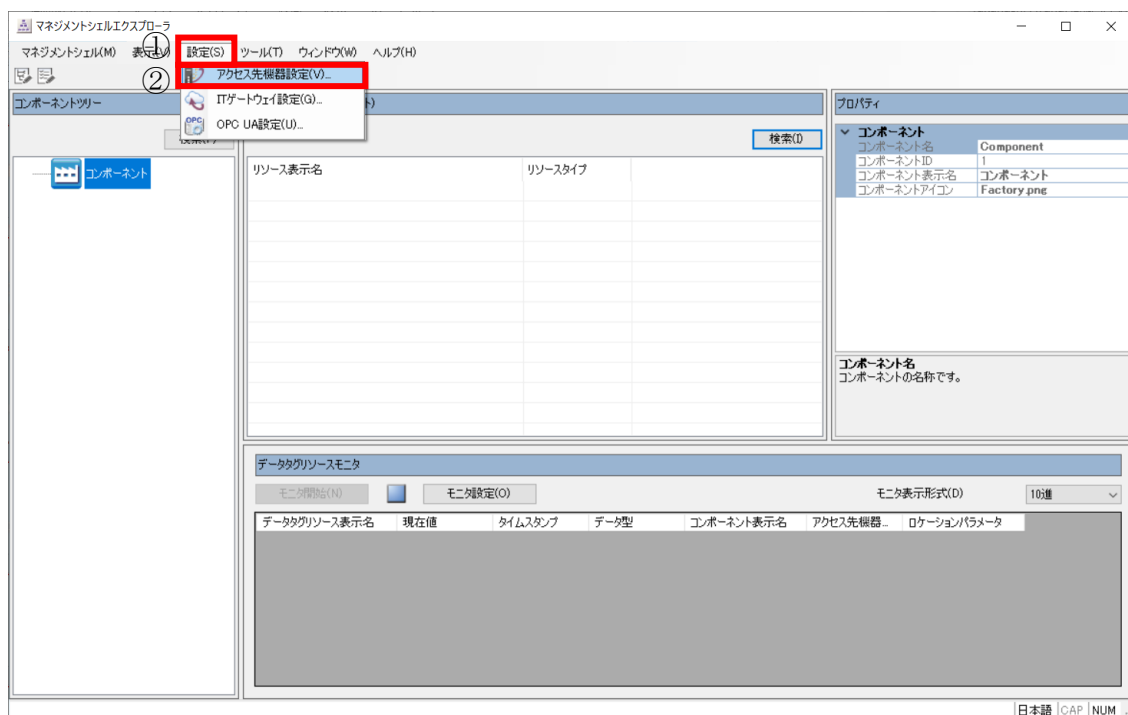 マネジメントシェルエクスプローラ
マネジメントシェル(M) ① 設定(S) ツール(T) ウィンドウ(W) ヘルプ(H)
② アクセス先機器設定(V)...
ITゲートウェイ設定(G)...
OPC UA設定(U)...
コンポーネントツリー
コンポーネント
検索(I)
リソース表示名 リソースタイプ
プロパティ
コンポーネント
コンポーネント名 Component
コンポーネントID 1
コンポーネント表示名 コンポーネント
コンポーネントアイコン Factory.png
コンポーネント名
コンポーネントの名称です。
データタグリソースモニタ
モニタ開始(N) モニタ設定(O) モニタ表示形式(D) 10進
データタグリソース表示名 現在値 タイムスタンプ データ型 コンポーネント表示名 アクセス先機器... ロケーションパラメータ
日本語 CAP NUM